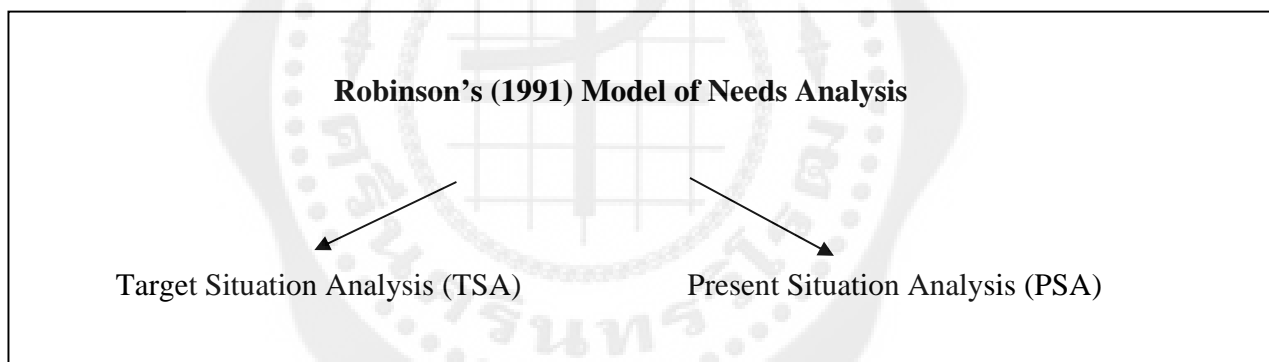 Robinson’s (1991) Model of Needs Analysis
Target Situation Analysis (TSA)
Present Situation Analysis (PSA)